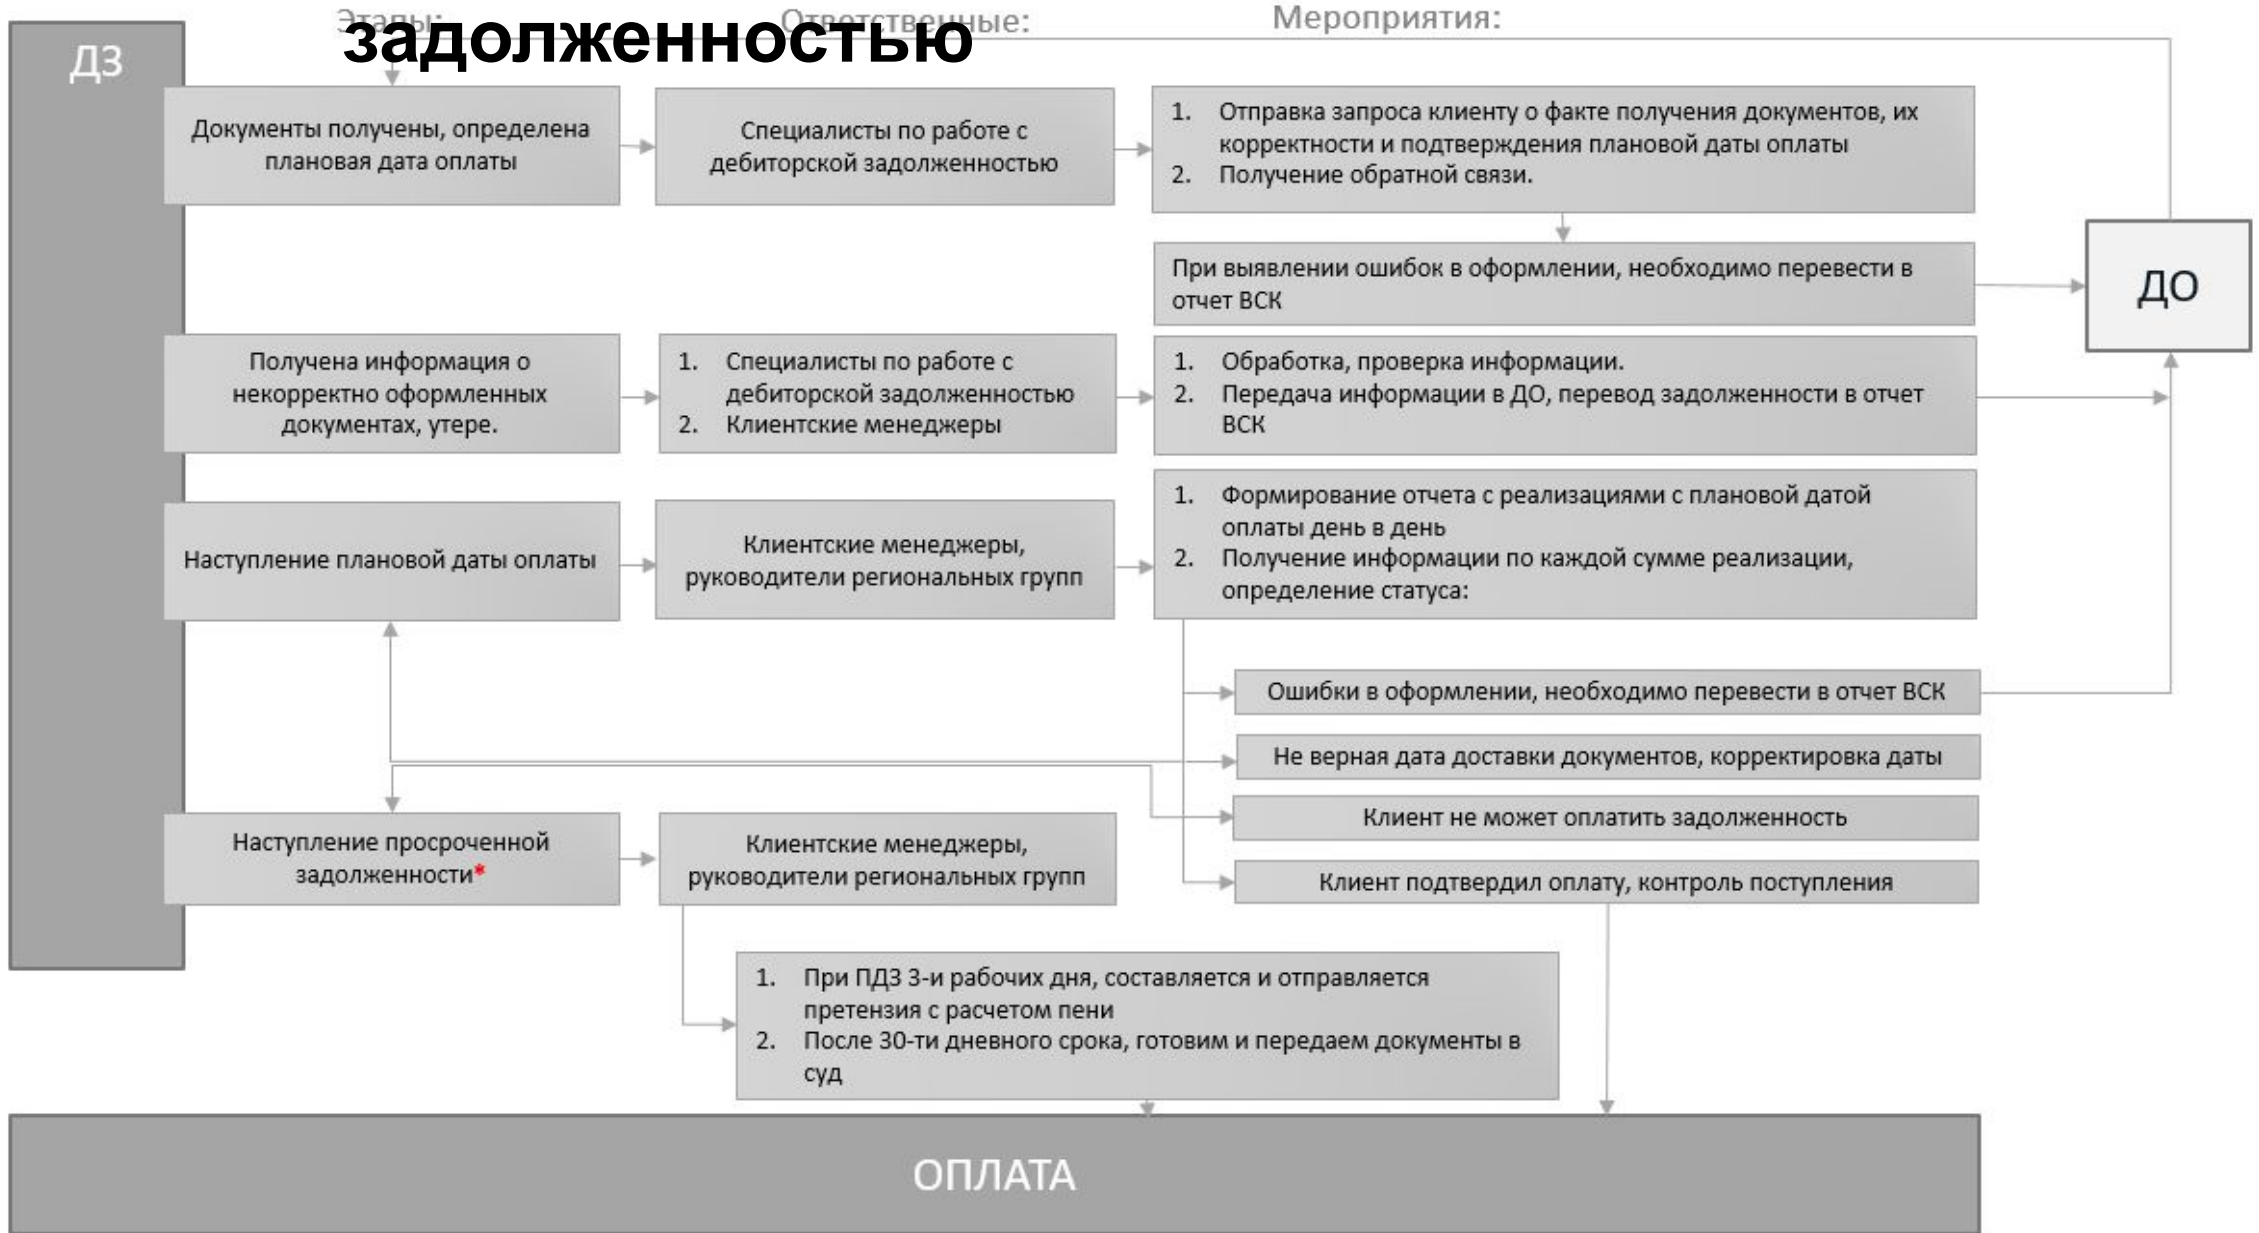 Этапы:
Ответственные:
Мероприятия:
задолженностью
ДЗ
Документы получены, определена
плановая дата оплаты
Специалисты по работе с
дебиторской задолженностью
1. Отправка запроса клиенту о факте получения документов, их
корректности и подтверждения плановой даты оплаты
2. Получение обратной связи.
При выявлении ошибок в оформлении, необходимо перевести в
отчет ВСК
ДО
Получена информация о
некорректно оформленных
документах, утере.
1. Специалисты по работе с
дебиторской задолженностью
2. Клиентские менеджеры
1. Обработка, проверка информации.
2. Передача информации в ДО, перевод задолженности в отчет
ВСК
Наступление плановой даты оплаты
Клиентские менеджеры,
руководители региональных групп
1. Формирование отчета с реализациями с плановой датой
оплаты день в день
2. Получение информации по каждой сумме реализации,
определение статуса:
Ошибки в оформлении, необходимо перевести в отчет ВСК
Не верная дата доставки документов, корректировка даты
Клиент не может оплатить задолженность
Клиент подтвердил оплату, контроль поступления
Наступление просроченной
задолженности*
Клиентские менеджеры,
руководители региональных групп
1. При ПДЗ 3-и рабочих дня, составляется и отправляется
претензия с расчетом пени
2. После 30-ти дневного срока, готовим и передаем документы в
суд
ОПЛАТА